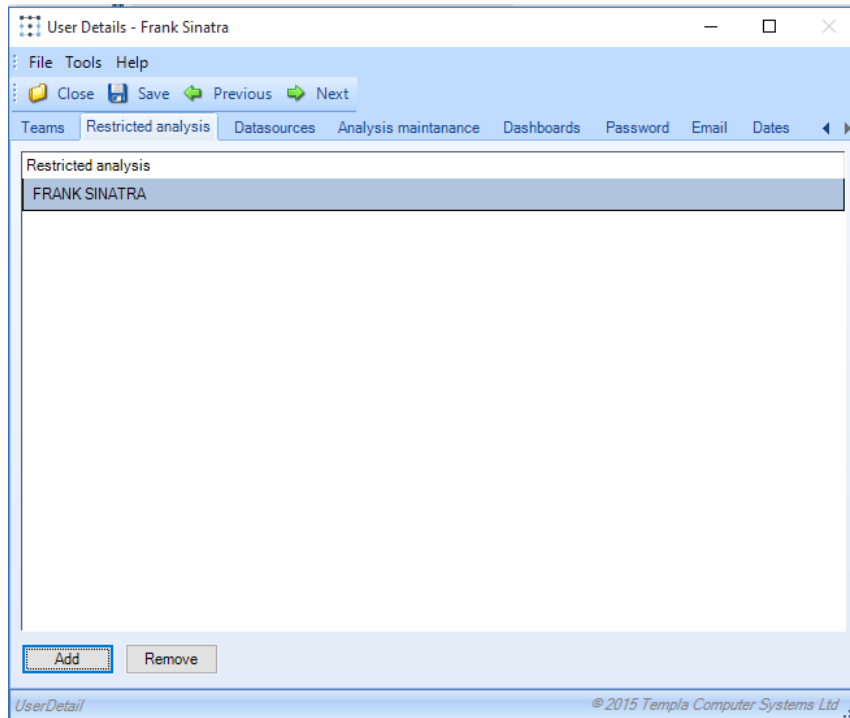 User Details - Frank Sinatra
File Tools Help
Close Save Previous Next
Teams Restricted analysis Datasources Analysis maintanance Dashboards Password Email Dates
Restricted analysis
FRANK SINATRA
Add Remove
UserDetail © 2015 Templa Computer Systems Ltd